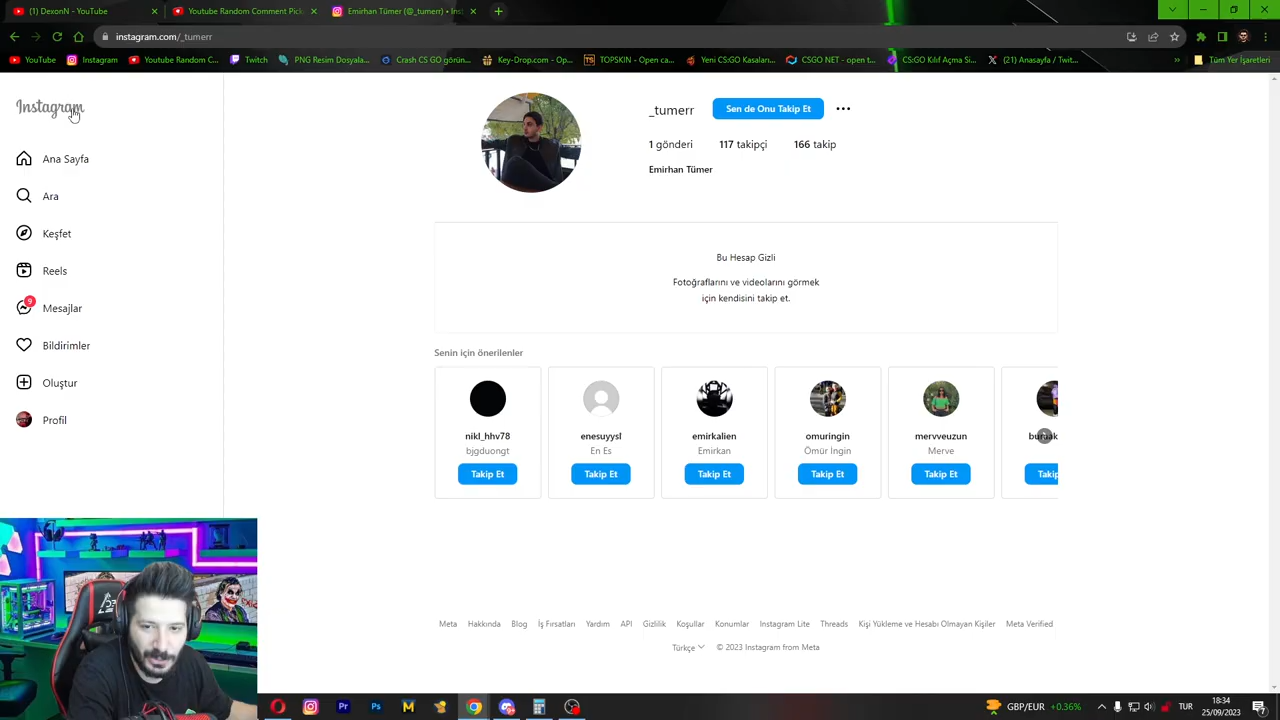 (1) DexonN - YouTube
Youtube Random Comment Pick
Emirhan Tümer (@_tumerr) • Ins
instagram.com/_tumerr
YouTube
Instagram
Youtube Random C...
Twitch
PNG Resim Dosyala...
Crash CS GO görün...
Key-Drop.com - Op...
TOPSKIN - Open ca...
Yeni CS:GO Kasaları...
CSGO NET - open t...
CS:GO Kılıf Açma Si...
(21) Anasayfa / Twit...
Tüm Yer İşaretleri
Instagram
Ana Sayfa
Ara
Keşfet
Reels
9
Mesajlar
Bildirimler
Oluştur
Profil
_tumerr
Sen de Onu Takip Et
1 gönderi 117 takipçi 166 takip
Emirhan Tümer
Bu Hesap Gizli
Fotoğraflarını ve videolarını görmek
için kendisini takip et.
Senin için önerilenler
nikl_hhv78
bjgduongt
Takip Et
enesuyysl
En Es
Takip Et
emirkalien
Emirkan
Takip Et
omuringin
Ömür İngin
Takip Et
mervveuzun
Merve
Takip Et
Takip
Meta Hakkında Blog İş Fırsatları Yardım API Gizlilik Koşullar Konumlar Instagram Lite Threads Kişi Yükleme ve Hesabı Olmayan Kişiler Meta Verified
Türkçe © 2023 Instagram from Meta
GBP/EUR +0.36%
TUR
18:34
25/09/2023